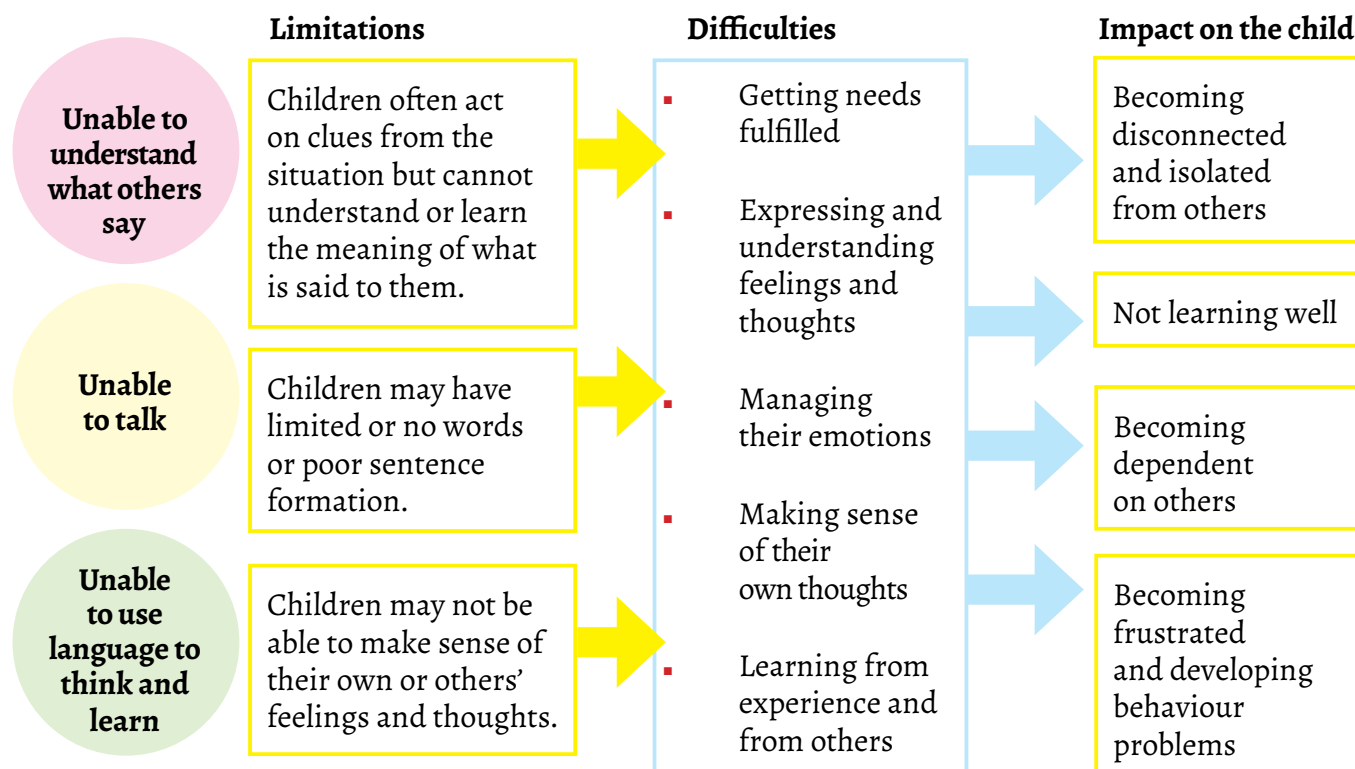 Limitations
Difficulties
Impact on the child
Unable to
understand
what others
say
Children often act
on clues from the
situation but cannot
understand or learn
the meaning of what
is said to them.
Unable
to talk
Children may have
limited or no words
or poor sentence
formation.
Unable
to use
language to
think and
learn
Children may not be
able to make sense of
their own or others’
feelings and thoughts.
▪ Getting needs
fulfilled
▪ Expressing and
understanding
feelings and
thoughts
▪ Managing
their emotions
▪ Making sense
of their
own thoughts
▪ Learning from
experience and
from others
Becoming
disconnected
and isolated
from others
Not learning well
Becoming
dependent
on others
Becoming
frustrated
and developing
behaviour
problems